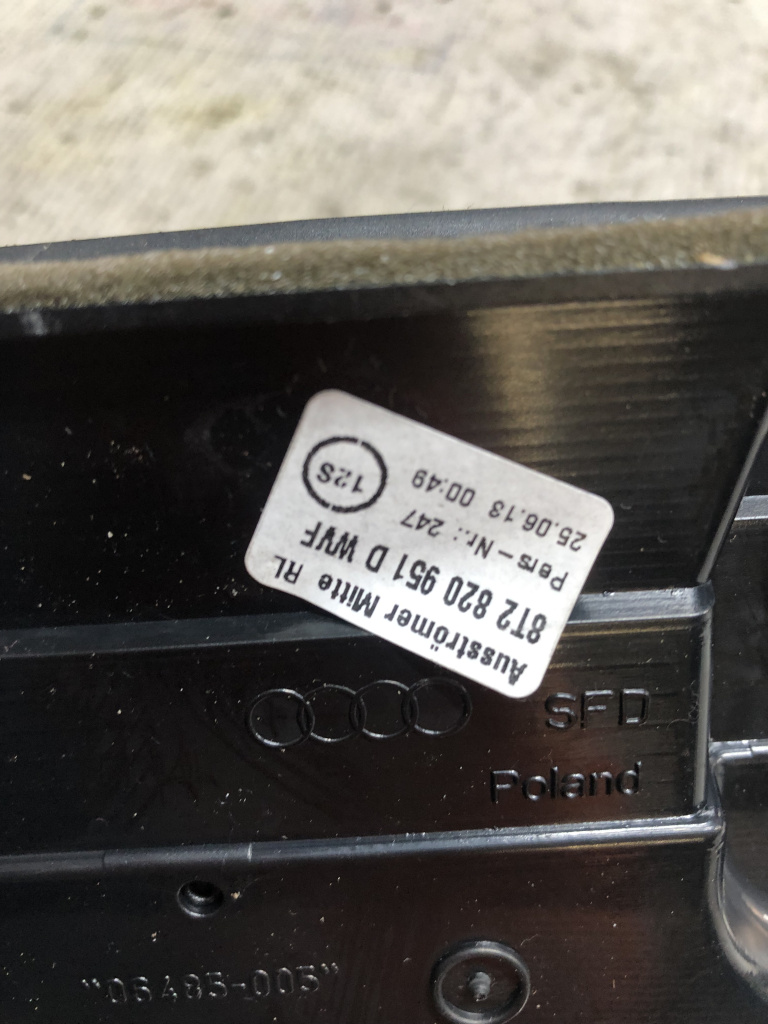 Ausströmer Mitte RL
8T2 820 951 D WVF
Pers-Nr.: 247
25.06.13 00:49
12S
SFD
Poland
"06485-005"